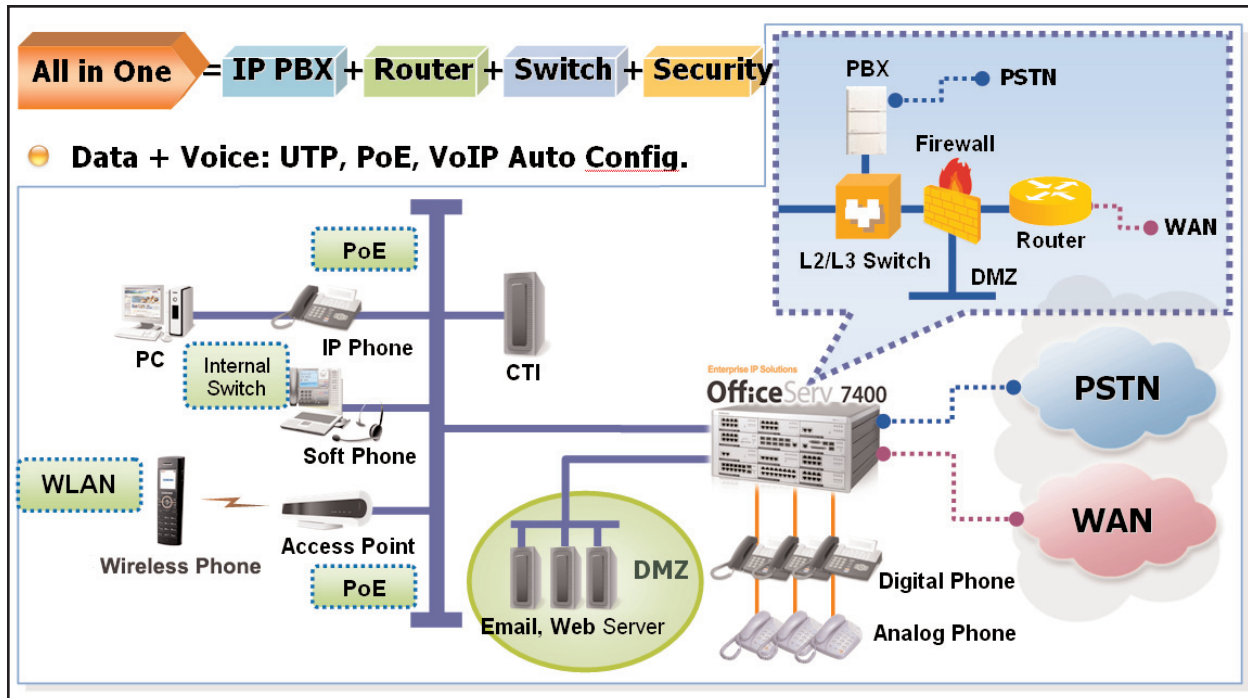 All in One = IP PBX + Router + Switch + Security
Data + Voice: UTP, PoE, VoIP Auto Config.
PBX
PSTN
Firewall
L2/L3 Switch
Router
WAN
DMZ
PoE
PC
IP Phone
CTI
Internal
Switch
Soft Phone
WLAN
Wireless Phone
Access Point
PoE
Enterprise IP Solutions
OfficeServ 7400
PSTN
WAN
DMZ
Email, Web Server
Digital Phone
Analog Phone